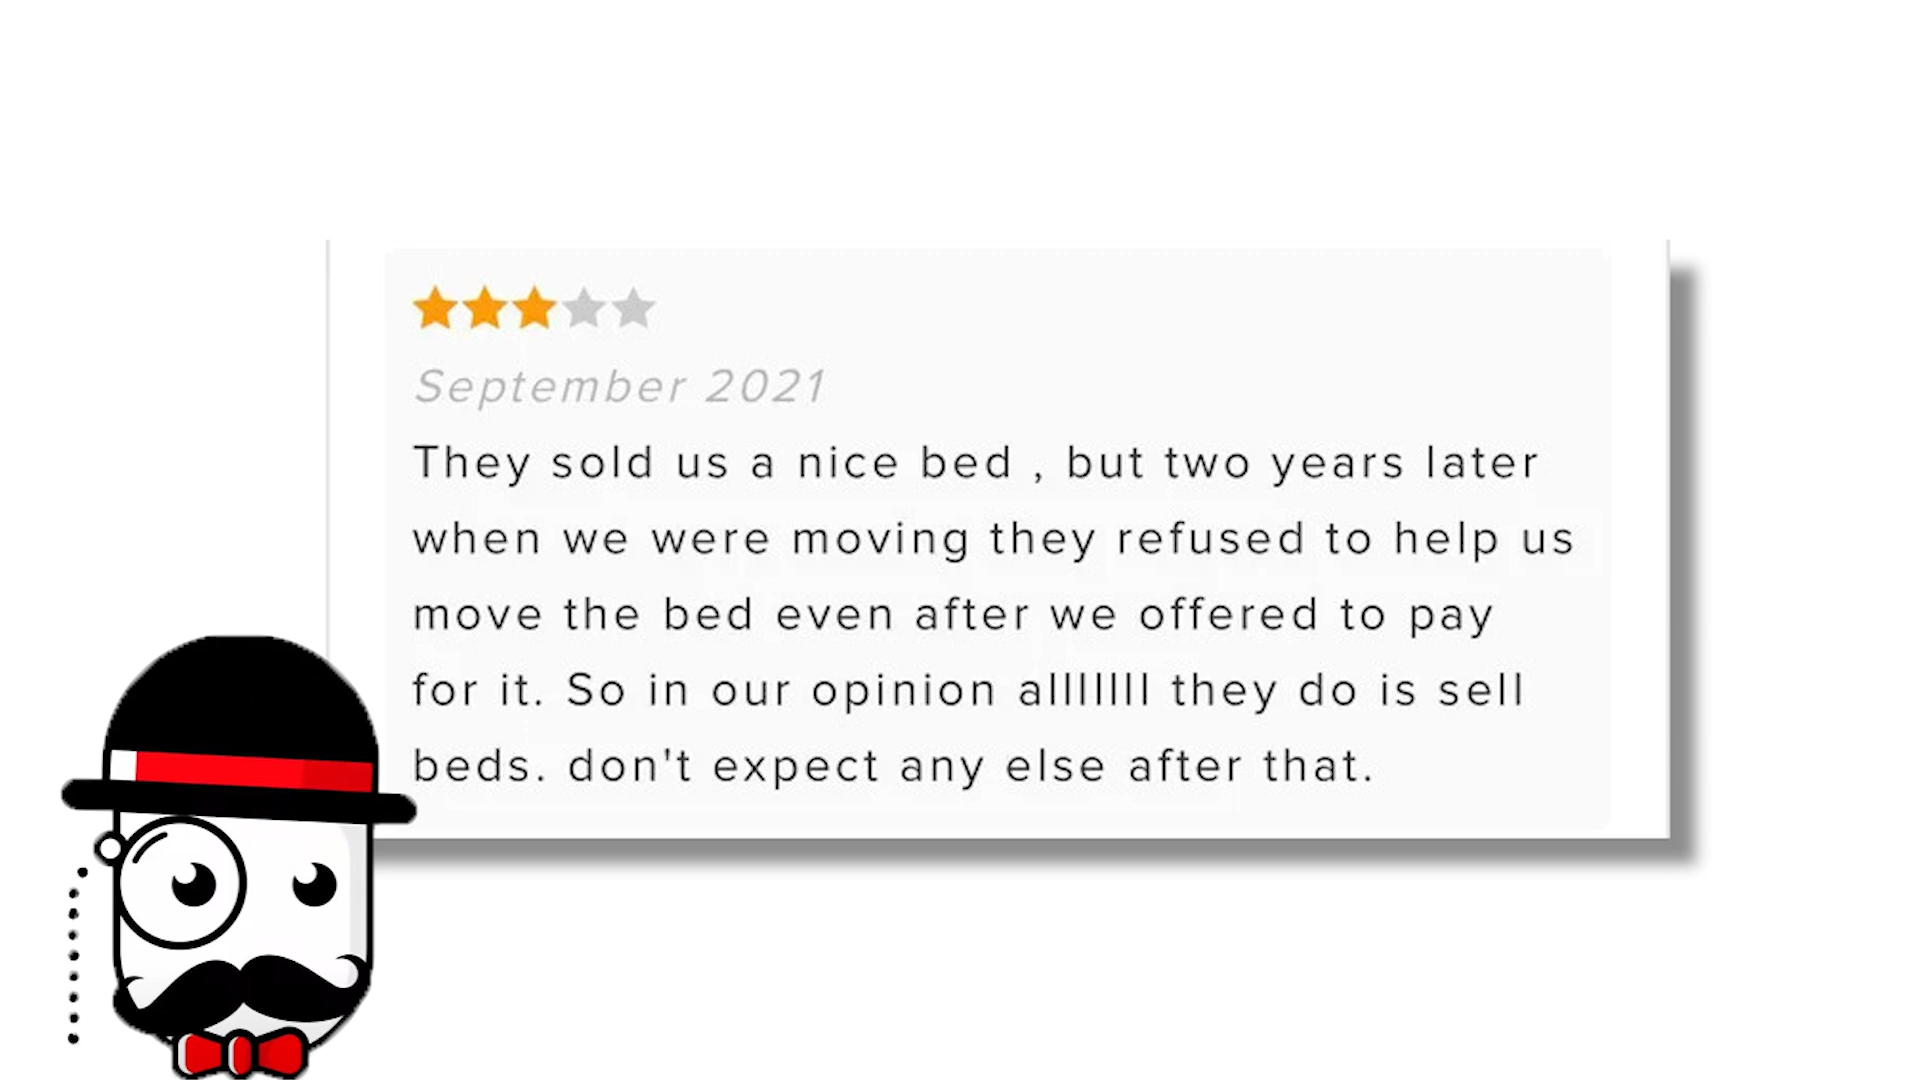 September 2021
They sold us a nice bed , but two years later
when we were moving they refused to help us
move the bed even after we offered to pay
for it. So in our opinion allllllll they do is sell
beds. don't expect any else after that.